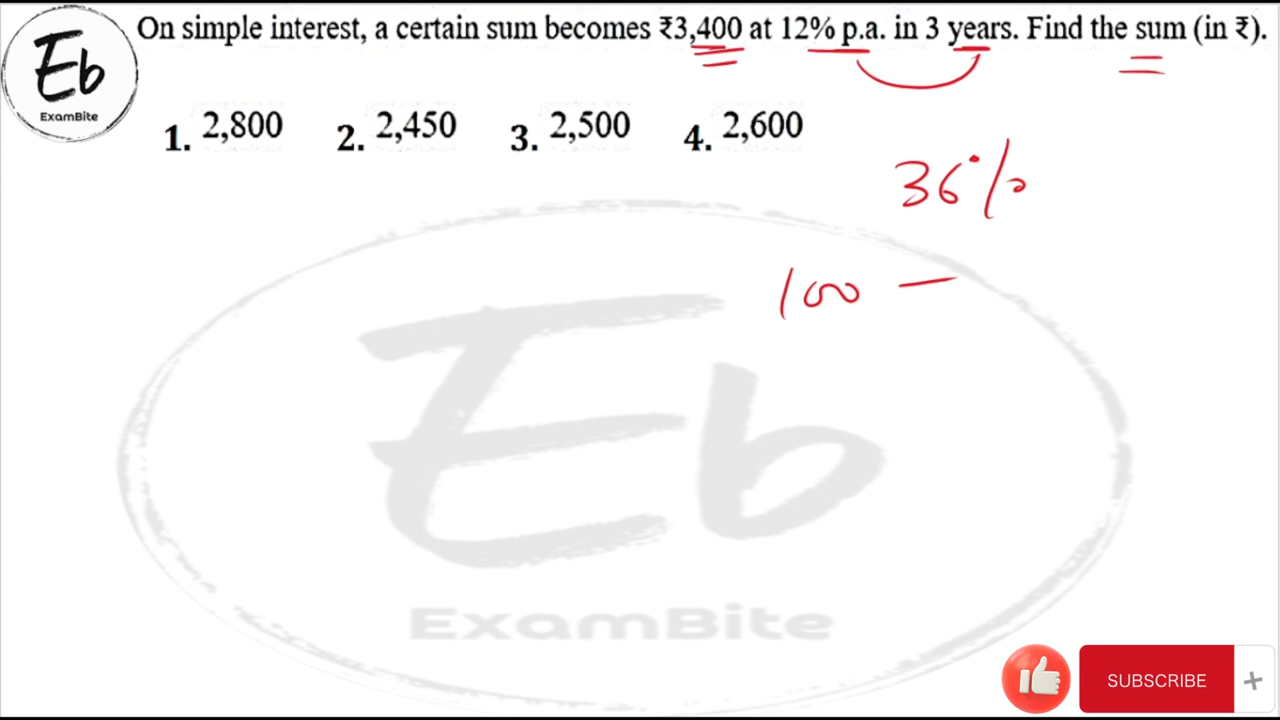 On simple interest, a certain sum becomes ₹3,400 at 12% p.a. in 3 years. Find the sum (in ₹).
Eb
ExamBite
1. 2,800 2. 2,450 3. 2,500 4. 2,600
36%
100 —
Eb
ExamBite
SUBSCRIBE +